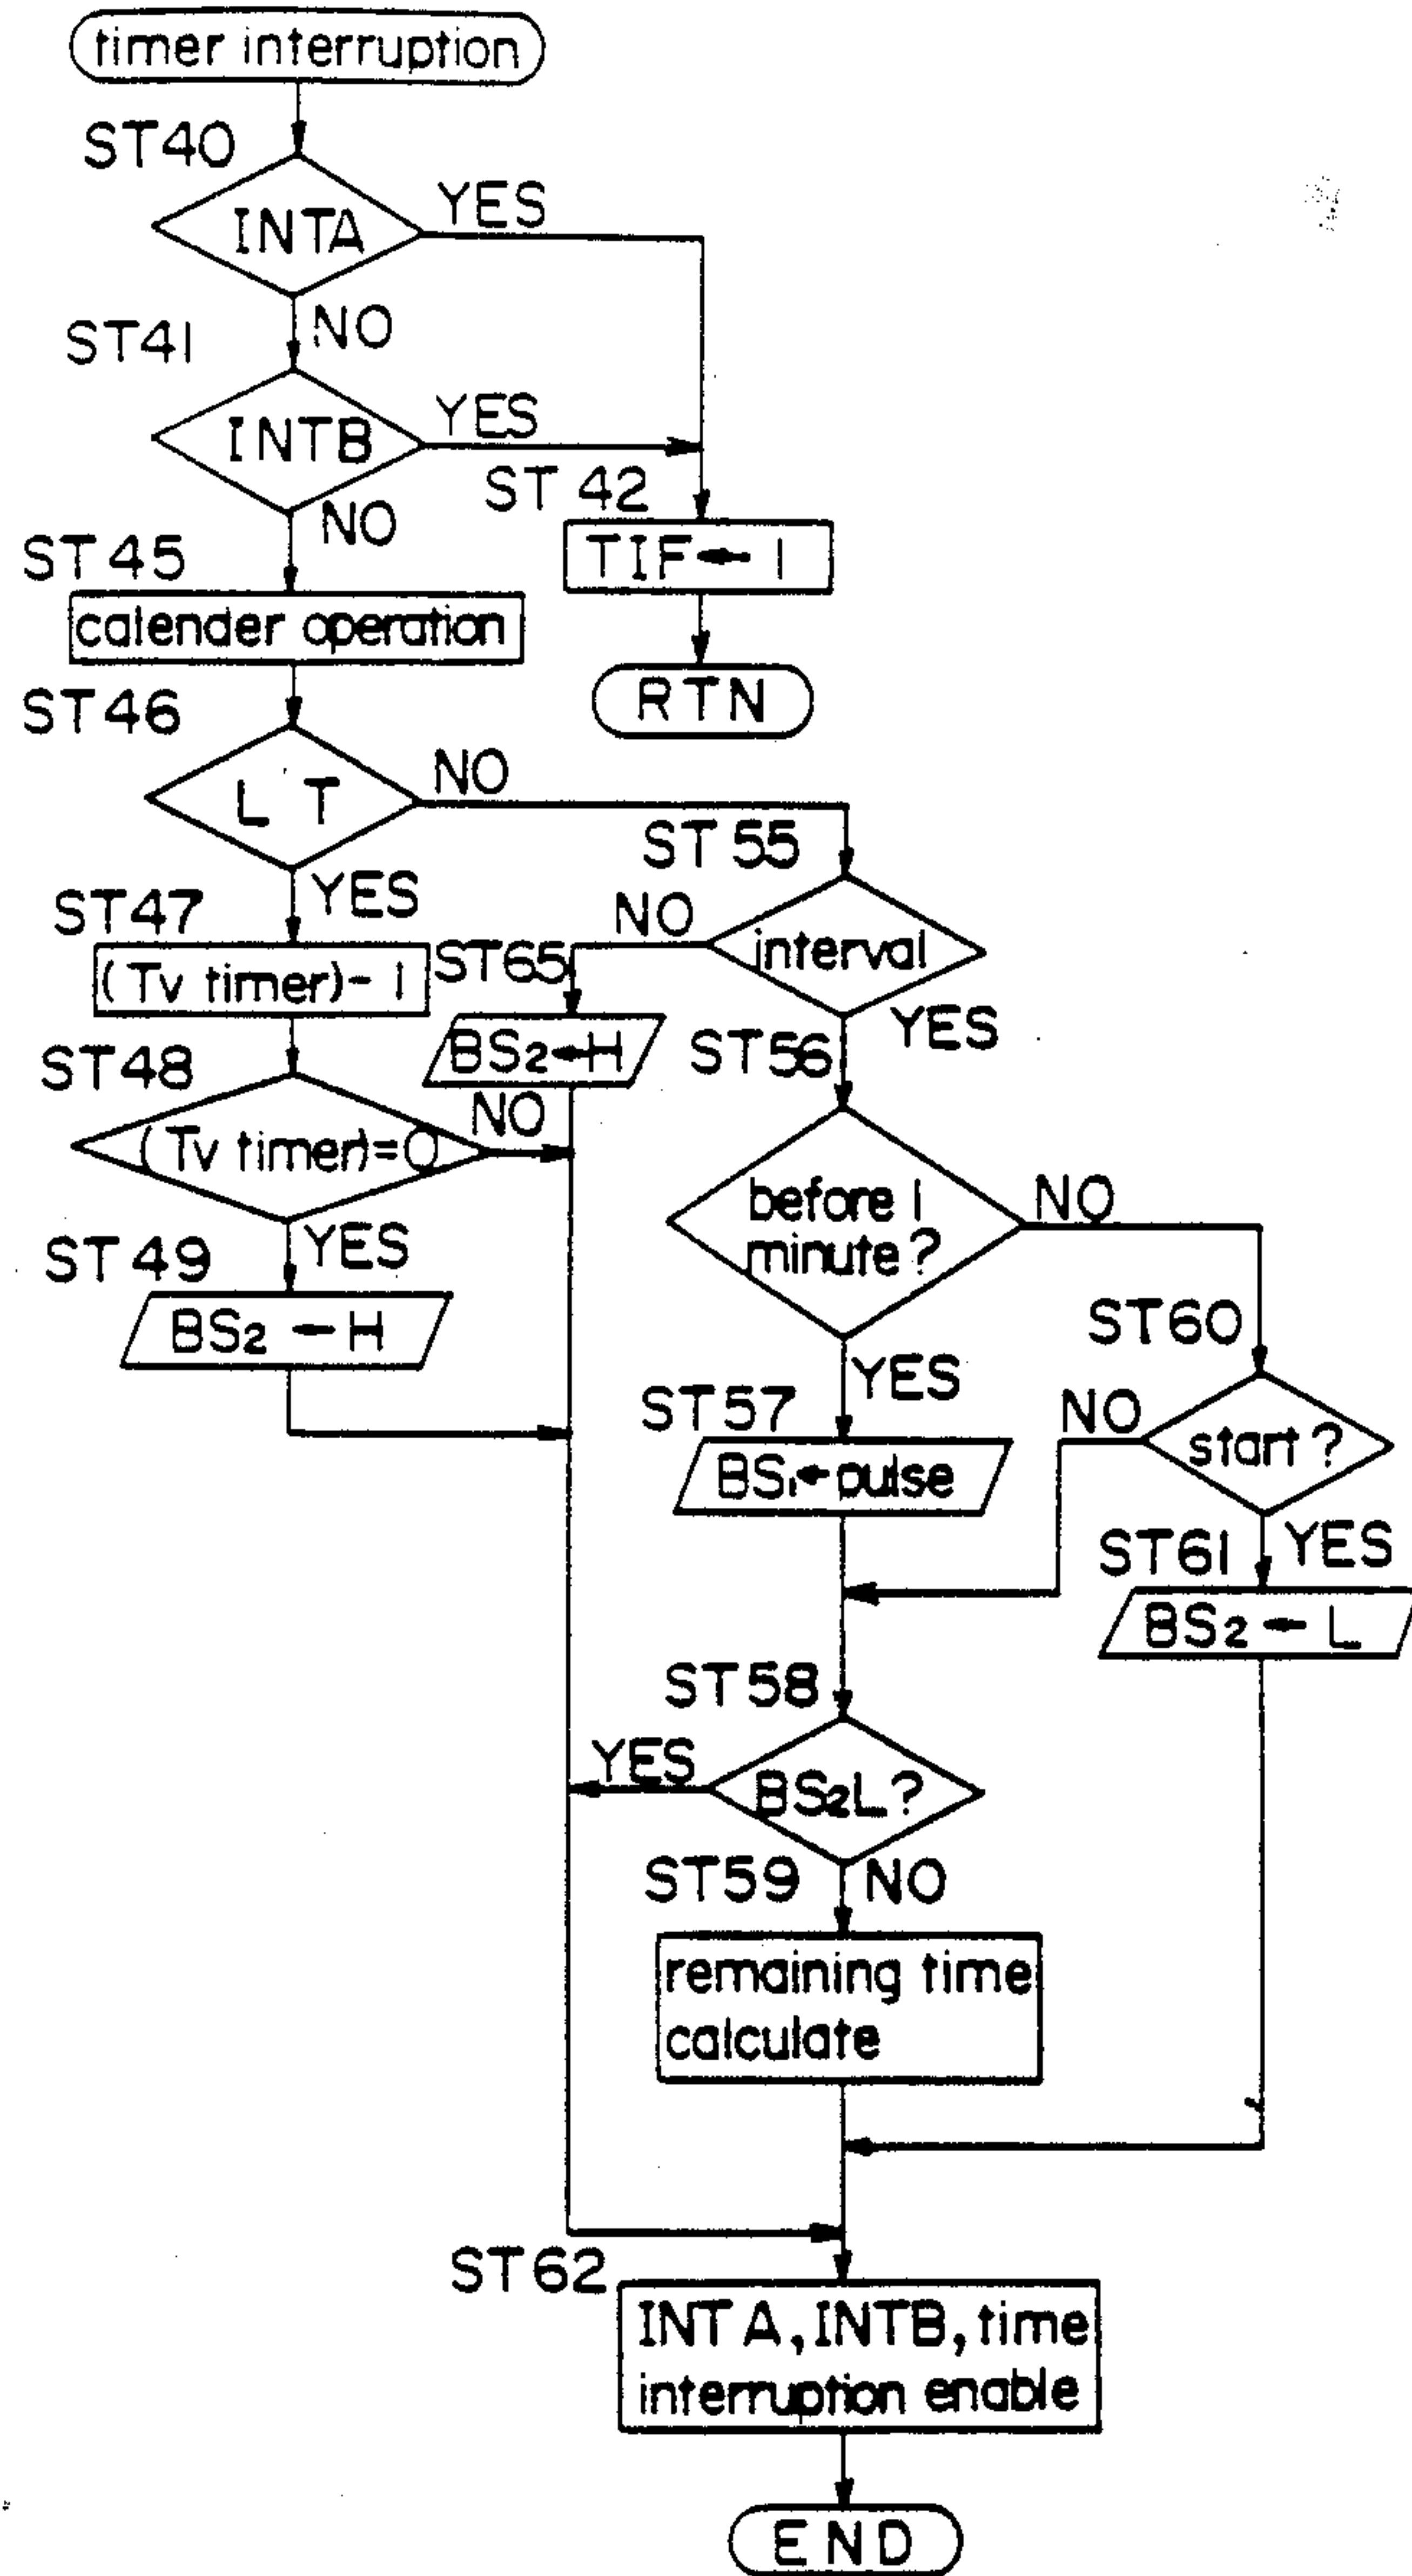 timer interruption
ST40
INTA
YES
NO
ST41
INTB
YES
NO
ST 42
TIF ← 1
RTN
ST45
calender operation
ST46
L T
NO
YES
ST47
(Tv timer) - 1
ST48
(Tv timer)=0
NO
YES
ST49
BS2 ← H
ST 55
interval
NO
YES
ST65
BS2 ← H
ST56
before 1
minute?
NO
YES
ST57
BS1 ← pulse
ST60
start?
NO
YES
ST61
BS2 ← L
ST58
BS2L?
YES
NO
ST59
remaining time
calculate
ST62
INTA, INTB, time
interruption enable
END